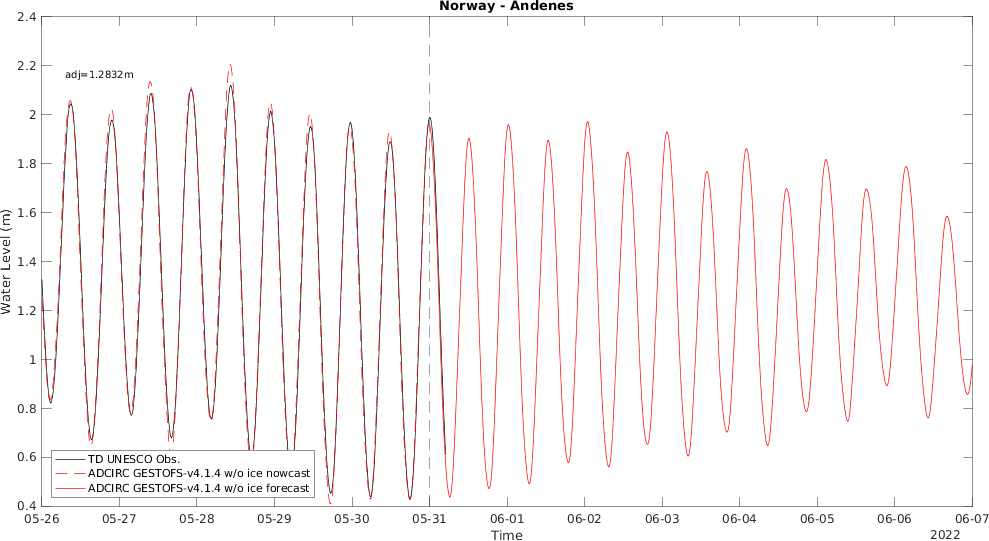 Norway - Andenes
2.4
2.2
2
1.8
1.6
1.4
1.2
1
0.8
0.6
0.4
Water Level (m)
adj=1.2832m
TD UNESCO Obs.
ADCIRC GESTOFS-v4.1.4 w/o ice nowcast
ADCIRC GESTOFS-v4.1.4 w/o ice forecast
05-26 05-27 05-28 05-29 05-30 05-31 06-01 06-02 06-03 06-04 06-05 06-06 06-07
Time
2022